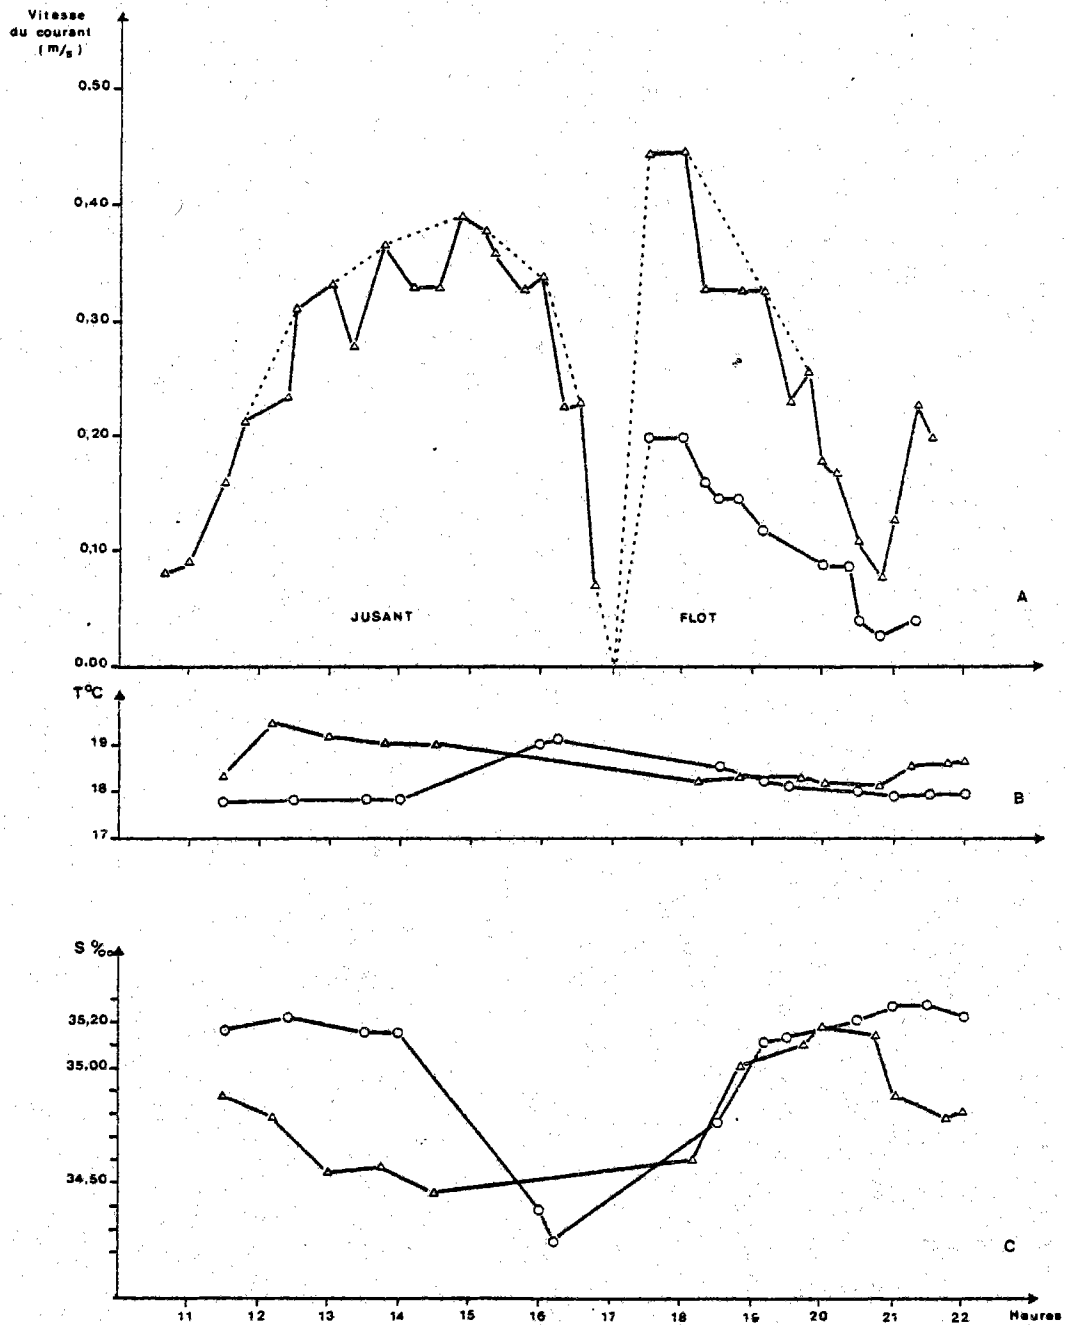 Vitesse
du courant
(m/s)
0.50
0,40
0,30
0,20
0,10
0.00
JUSANT
FLOT
A
T°C
19
18
17
B
S‰
35,20
35,00
34,50
C
11 12 13 14 15 16 17 18 19 20 21 22 Heures